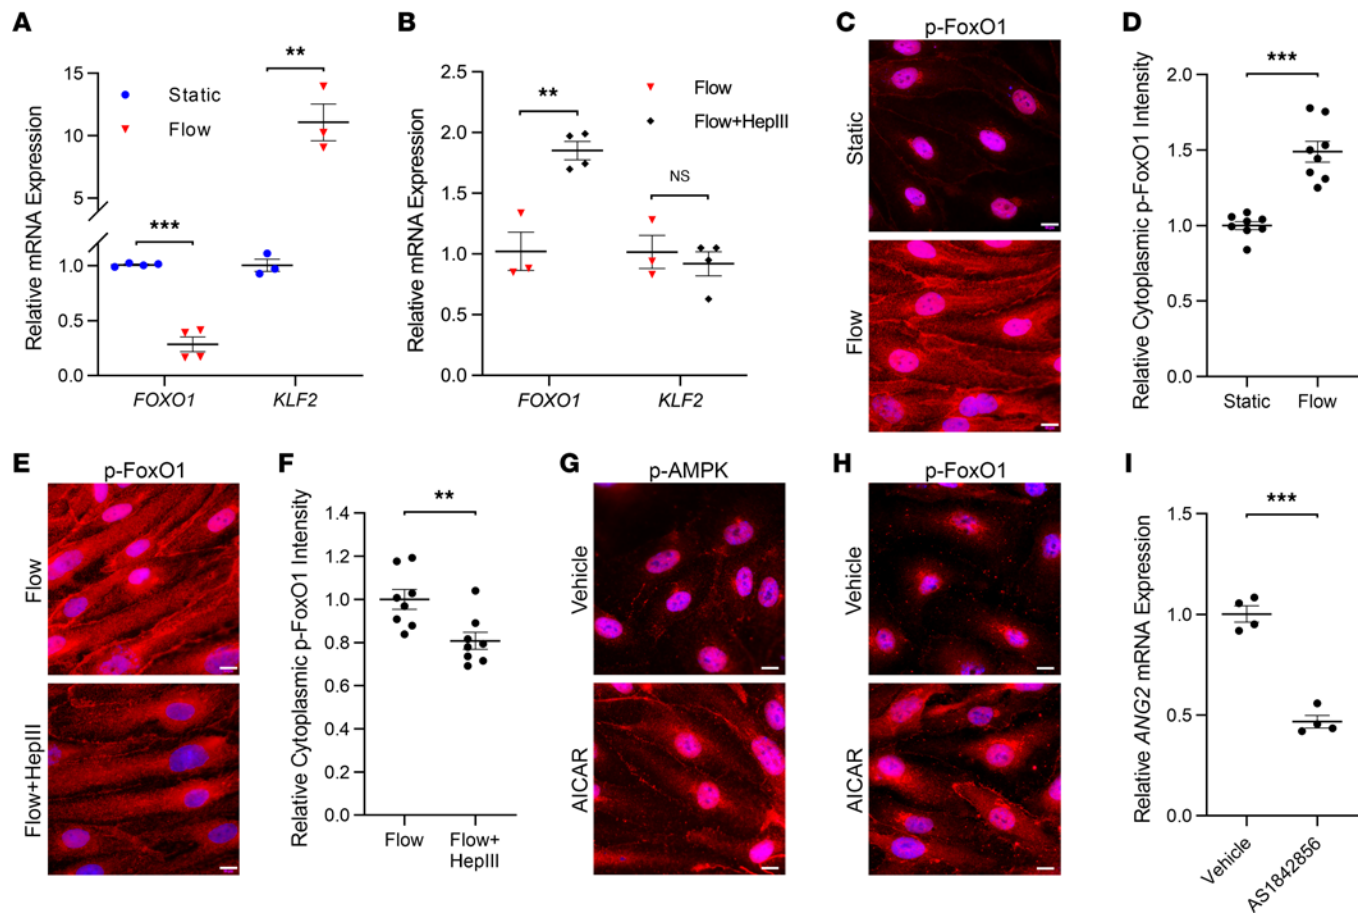 A
Relative mRNA Expression
15
10
5
1.0
0.5
0.0
Static
Flow
**
***
FOXO1
KLF2
B
Relative mRNA Expression
2.5
2.0
1.5
1.0
0.5
0.0
Flow
Flow+HepIII
**
NS
FOXO1
KLF2
C
p-FoxO1
Static
Flow
D
Relative Cytoplasmic p-FoxO1 Intensity
2.0
1.5
1.0
0.5
0.0
***
Static
Flow
E
p-FoxO1
Flow
Flow+HepIII
F
Relative Cytoplasmic p-FoxO1 Intensity
1.4
1.2
1.0
0.8
0.6
0.4
0.2
0.0
**
Flow
Flow+
HepIII
G
p-AMPK
Vehicle
AICAR
H
p-FoxO1
Vehicle
AICAR
I
Relative ANG2 mRNA Expression
1.5
1.0
0.5
0.0
***
Vehicle
AS1842856